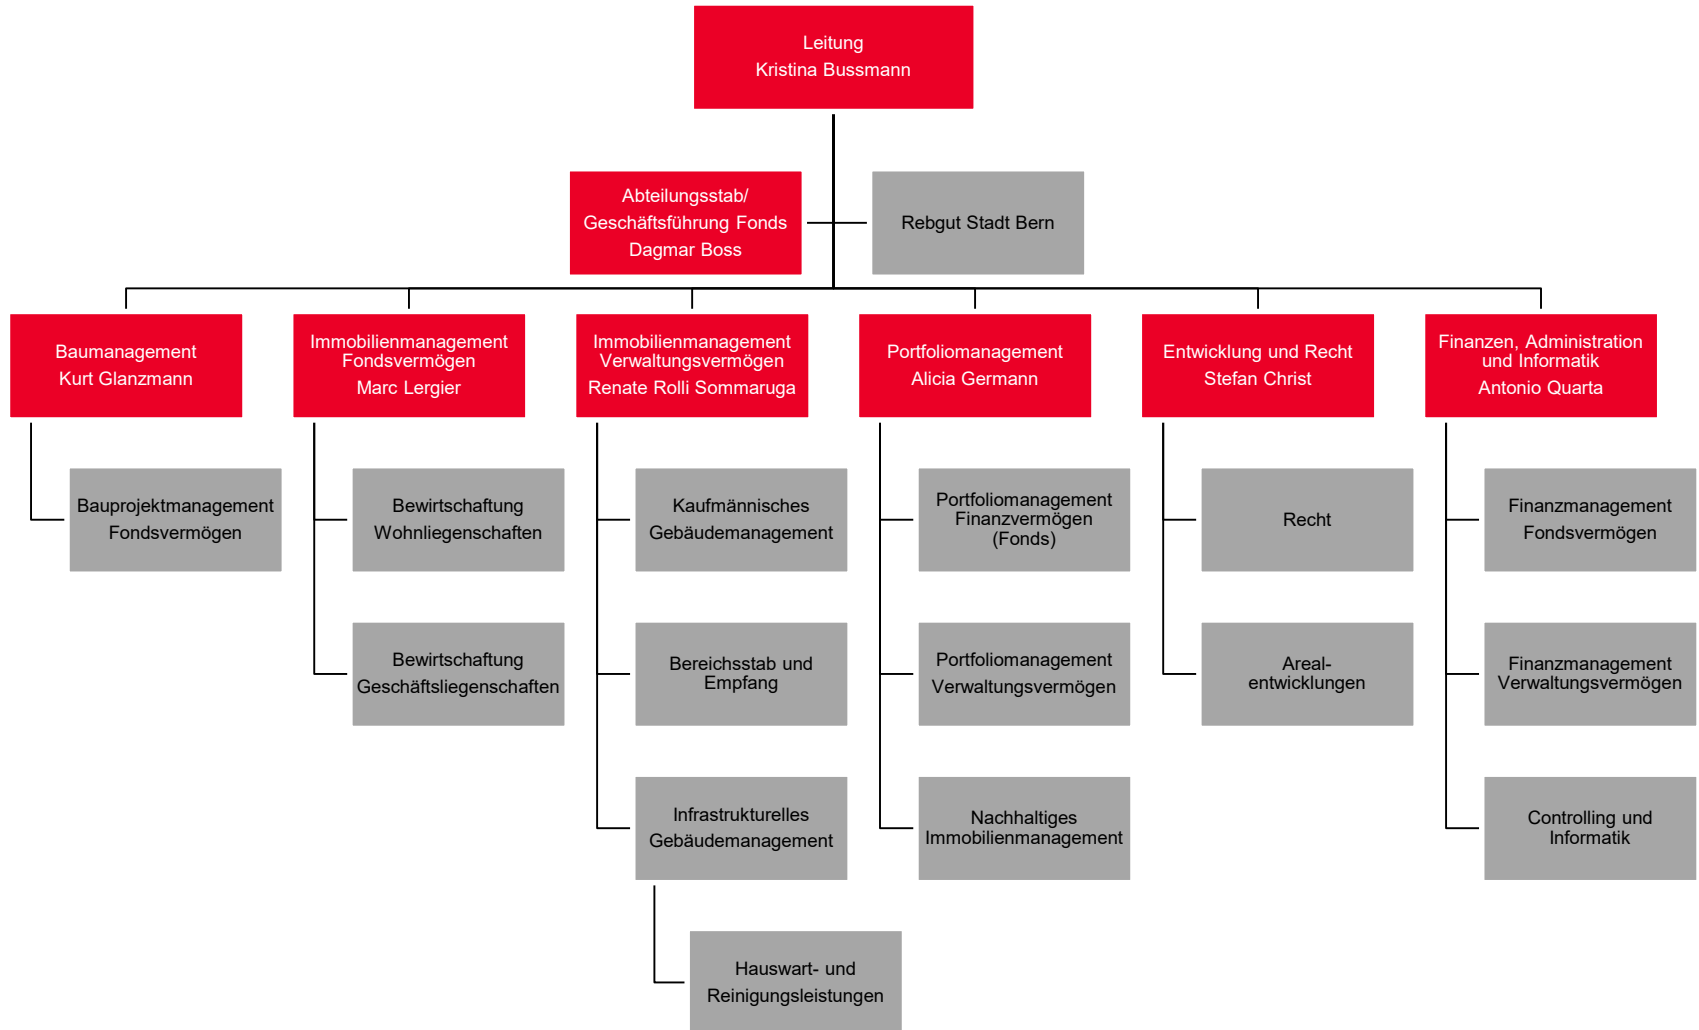 Leitung
Kristina Bussmann
Abteilungsstab/
Geschäftsführung Fonds
Dagmar Boss
Rebgut Stadt Bern
Baumanagement
Kurt Glanzmann
Immobilienmanagement
Fondsvermögen
Marc Lergier
Immobilienmanagement
Verwaltungsvermögen
Renate Rolli Sommaruga
Portfoliomanagement
Alicia Germann
Entwicklung und Recht
Stefan Christ
Finanzen, Administration
und Informatik
Antonio Quarta
Bauprojektmanagement
Fondsvermögen
Bewirtschaftung
Wohnliegenschaften
Kaufmännisches
Gebäudemanagement
Portfoliomanagement
Finanzvermögen
(Fonds)
Recht
Finanzmanagement
Fondsvermögen
Bewirtschaftung
Geschäftsliegenschaften
Bereichsstab und
Empfang
Portfoliomanagement
Verwaltungsvermögen
Areal-
entwicklungen
Finanzmanagement
Verwaltungsvermögen
Infrastrukturelles
Gebäudemanagement
Nachhaltiges
Immobilienmanagement
Controlling und
Informatik
Hauswart- und
Reinigungsleistungen